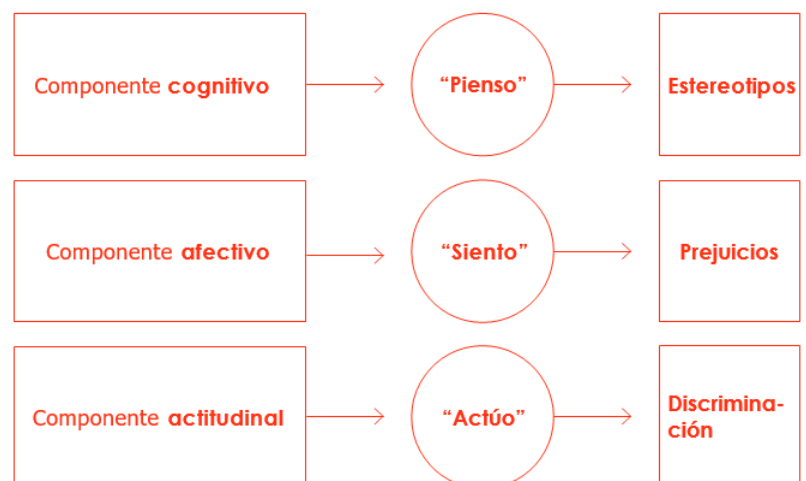 Componente cognitivo
“Pienso”
Estereotipos
Componente afectivo
“Siento”
Prejuicios
Componente actitudinal
“Actúo”
Discrimina-
ción